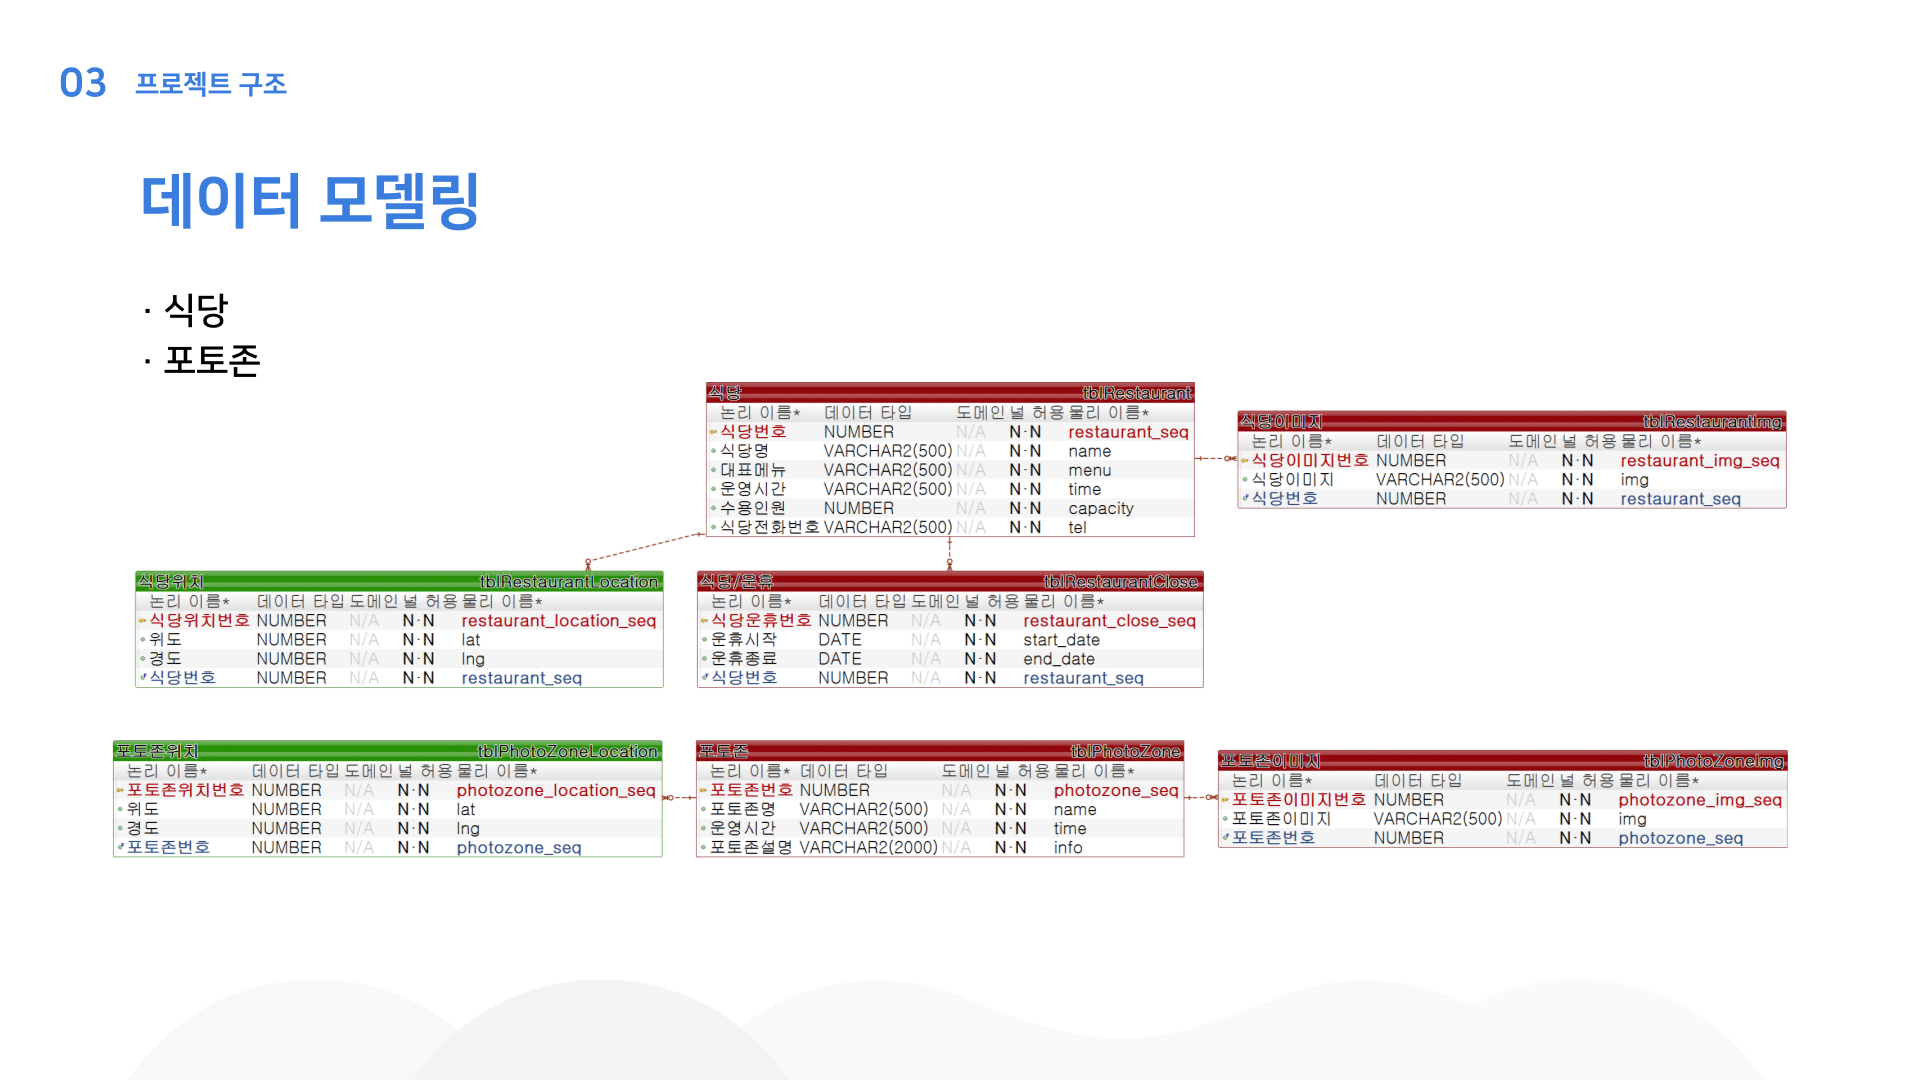 03 프로젝트 구조
데이터 모델링
· 식당
· 포토존
식당 tblRestaurant
논리 이름* 데이터 타입 도메인 널 허용 물리 이름*
식당번호 NUMBER N/A N·N restaurant_seq
식당명 VARCHAR2(500) N/A N·N name
대표메뉴 VARCHAR2(500) N/A N·N menu
운영시간 VARCHAR2(500) N/A N·N time
수용인원 NUMBER N/A N·N capacity
식당전화번호 VARCHAR2(500) N/A N·N tel
식당이미지 tblRestaurantImg
논리 이름* 데이터 타입 도메인 널 허용 물리 이름*
식당이미지번호 NUMBER N/A N·N restaurant_img_seq
식당이미지 VARCHAR2(500) N/A N·N img
식당번호 NUMBER N/A N·N restaurant_seq
식당위치 tblRestaurantLocation
논리 이름* 데이터 타입 도메인 널 허용 물리 이름*
식당위치번호 NUMBER N/A N·N restaurant_location_seq
위도 NUMBER N/A N·N lat
경도 NUMBER N/A N·N lng
식당번호 NUMBER N/A N·N restaurant_seq
식당/운휴 tblRestaurantClose
논리 이름* 데이터 타입 도메인 널 허용 물리 이름*
식당운휴번호 NUMBER N/A N·N restaurant_close_seq
운휴시작 DATE N/A N·N start_date
운휴종료 DATE N/A N·N end_date
식당번호 NUMBER N/A N·N restaurant_seq
포토존위치 tblPhotoZoneLocation
논리 이름* 데이터 타입 도메인 널 허용 물리 이름*
포토존위치번호 NUMBER N/A N·N photozone_location_seq
위도 NUMBER N/A N·N lat
경도 NUMBER N/A N·N lng
포토존번호 NUMBER N/A N·N photozone_seq
포토존 tblPhotoZone
논리 이름* 데이터 타입 도메인 널 허용 물리 이름*
포토존번호 NUMBER N/A N·N photozone_seq
포토존명 VARCHAR2(500) N/A N·N name
운영시간 VARCHAR2(500) N/A N·N time
포토존설명 VARCHAR2(2000) N/A N·N info
포토존이미지 tblPhotoZoneImg
논리 이름* 데이터 타입 도메인 널 허용 물리 이름*
포토존이미지번호 NUMBER N/A N·N photozone_img_seq
포토존이미지 VARCHAR2(500) N/A N·N img
포토존번호 NUMBER N/A N·N photozone_seq